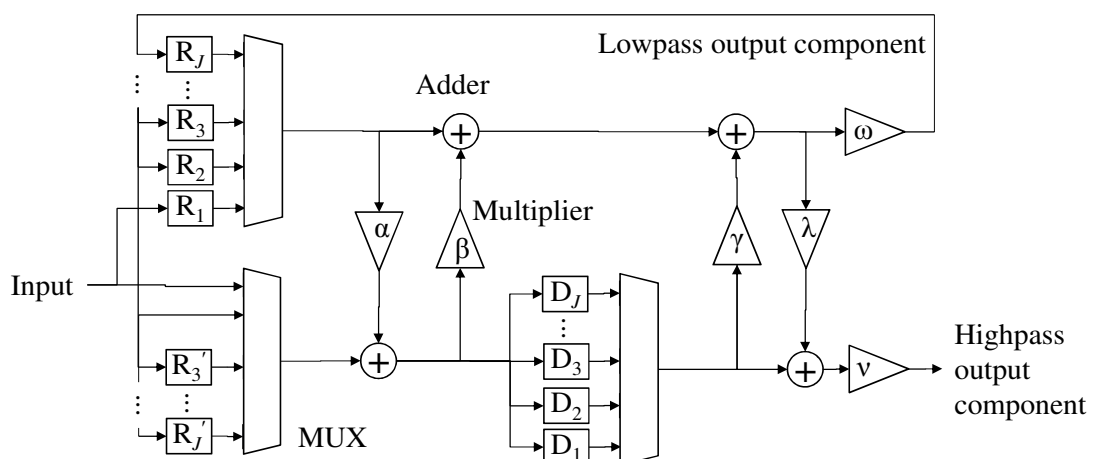 Lowpass output component
R_J
⋮ ⋮
Adder
R_3
+ + ω
R_2
R_1
Multiplier
α β γ λ
Input
D_J
⋮
Highpass
output
component
R_3′
+ D_3 + ν
⋮ ⋮
D_2
R_J′
MUX
D_1